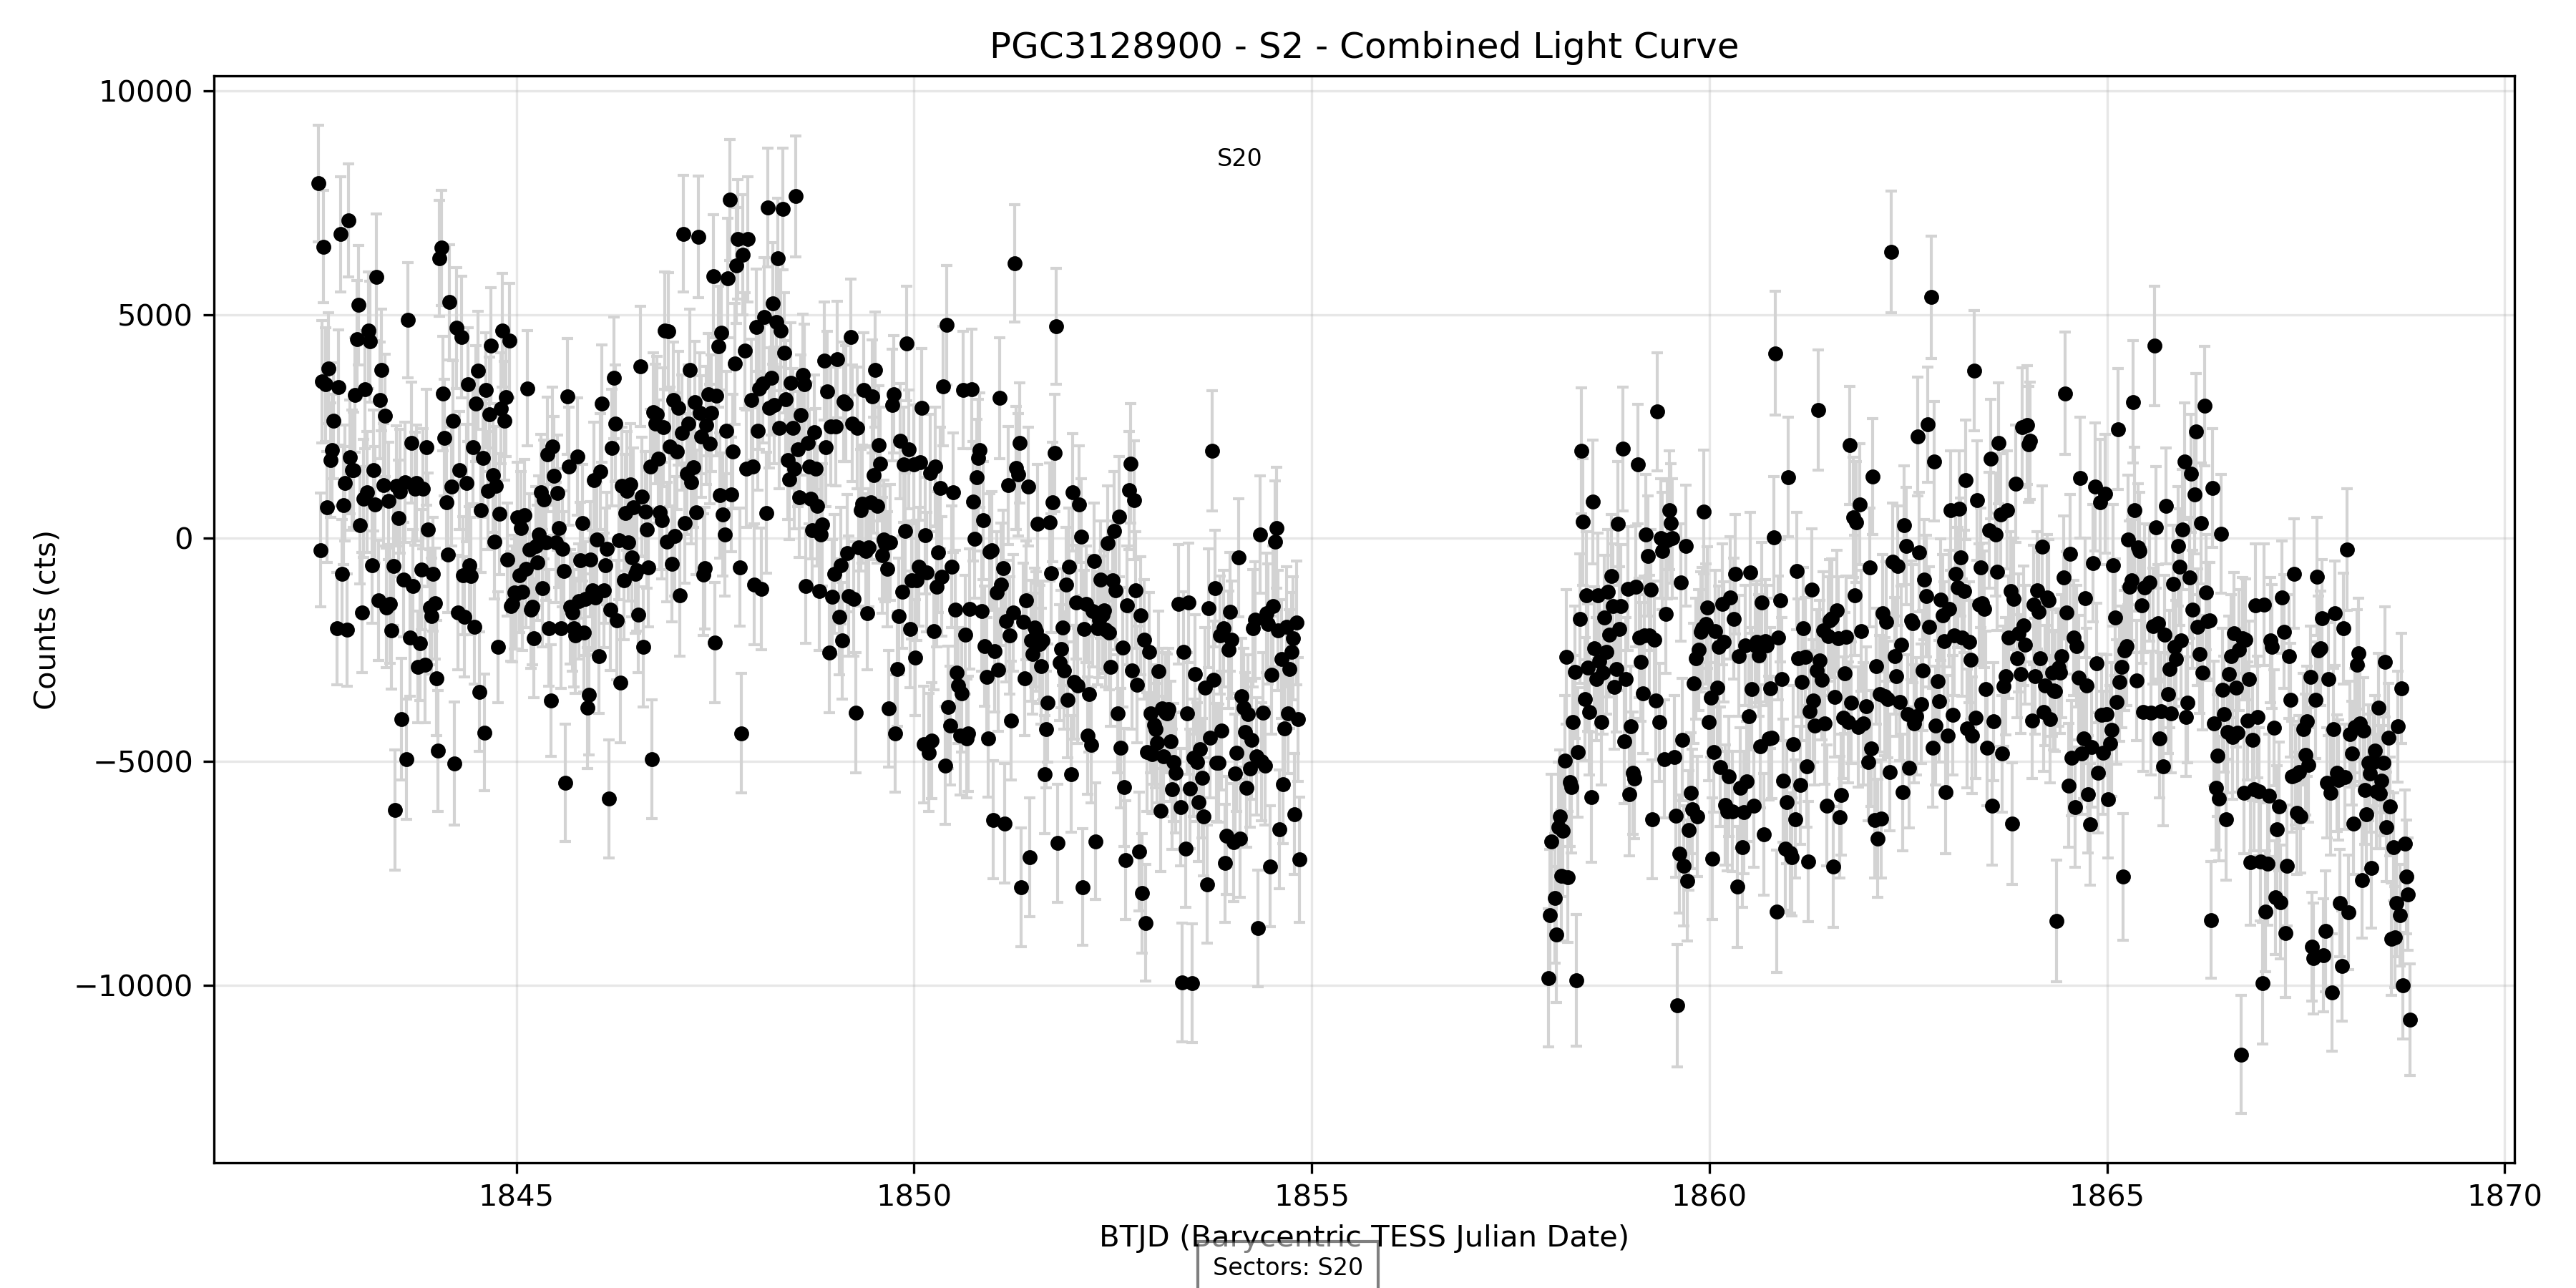 PGC3128900 - S2 - Combined Light Curve
10000
5000
0
−5000
−10000
Counts (cts)
S20
1845
1850
1855
1860
1865
1870
BTJD (Barycentric TESS Julian Date)
Sectors: S20